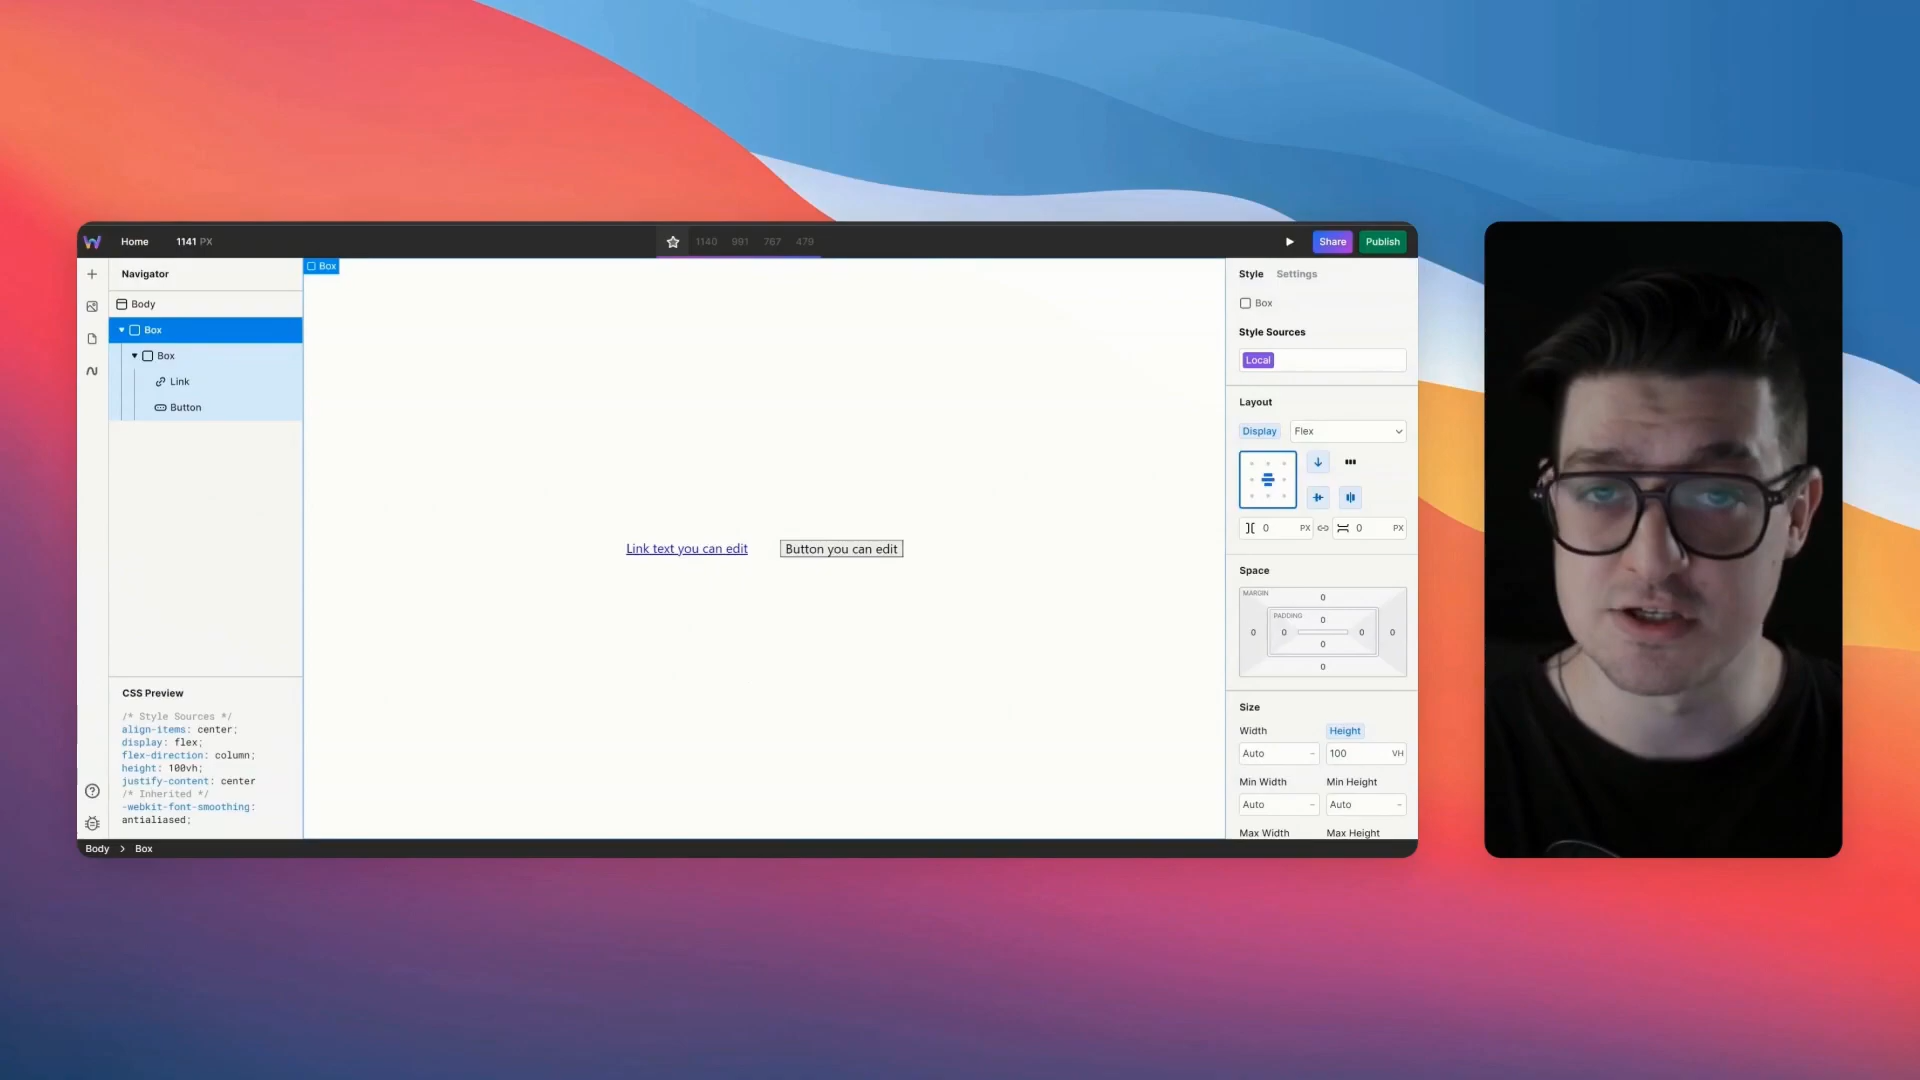 Home 1141 PX 1140 991 767 479 Share Publish
Navigator
Body
Box
Box
Link
Button
CSS Preview
/* Style Sources */
align-items: center;
display: flex;
flex-direction: column;
height: 100vh;
justify-content: center
/* Inherited */
-webkit-font-smoothing:
antialiased;
Box
Link text you can edit Button you can edit
Style Settings
Box
Style Sources
Local
Layout
Display Flex
0 PX 0 PX
Space
MARGIN
0
PADDING
0
0 0 0 0
0
0
Size
Width Height
Auto – 100 VH
Min Width Min Height
Auto – Auto –
Max Width Max Height
Body > Box